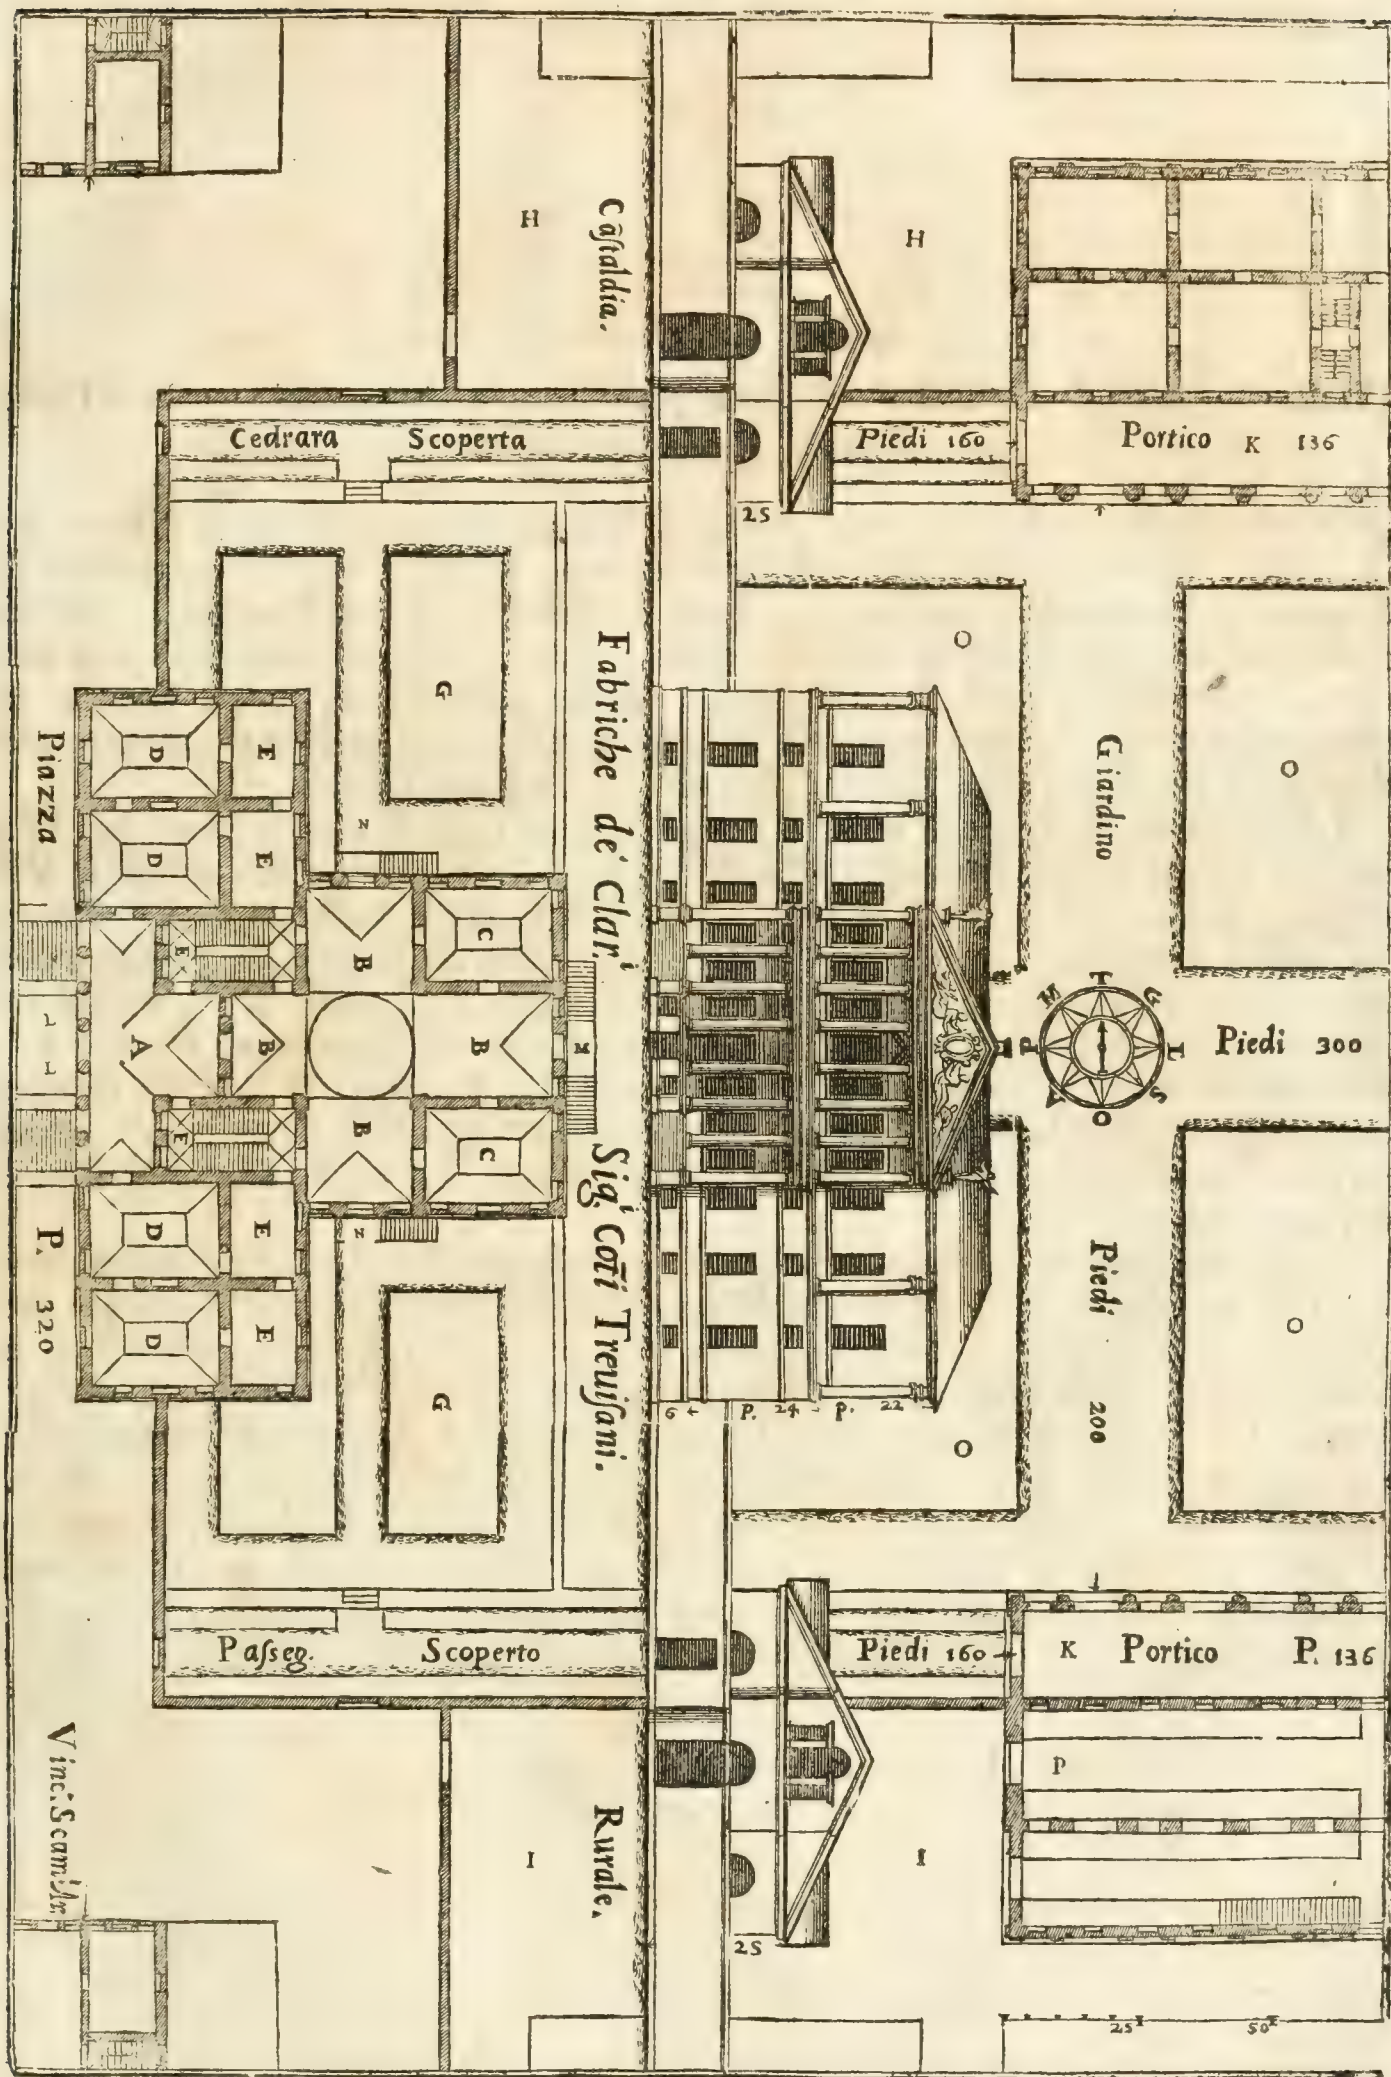 H
Castaldia.
H
Cedrara Scoperta
Piedi 160
Portico K 136
25
G
O
O
Fabriche de' Clar.i Sig.i Cōti Treuisani.
Giardino
Piazza
D
E
D
E
N
C
B
E
L
L
A
B
B
M
T
G
L
S
O
A
P
M
Piedi 300
E
B
C
D
E
N
D
E
P. 320
6
P. 24
P. 22
Piedi 200
G
O
O
Passeg. Scoperto
Piedi 160
K Portico P. 136
P
Vinc: Scam: Ar
I
Rurale.
I
25
25 50